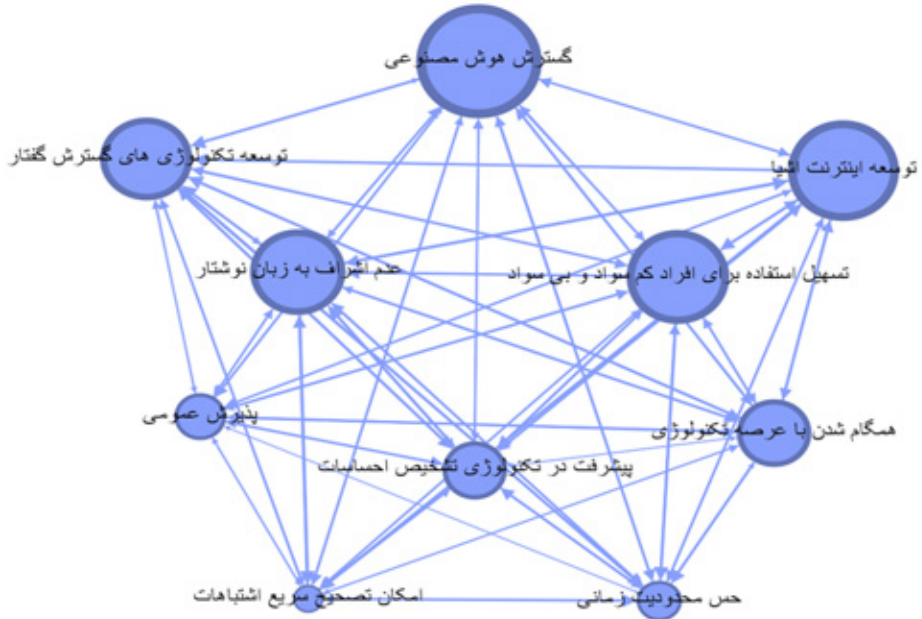 گسترش هوش مصنوعی
توسعه تکنولوژی های گسترش گفتار
توسعه اینترنت اشیا
عدم اشراف به زبان نوشتار
تسهیل استفاده برای افراد کم سواد و بی سواد
پذیرش عمومی
همگام شدن با عرصه تکنولوژی
پیشرفت در تکنولوژی تشخیص احساسات
امکان تصحیح سریع اشتباهات
حس محدودیت زمانی